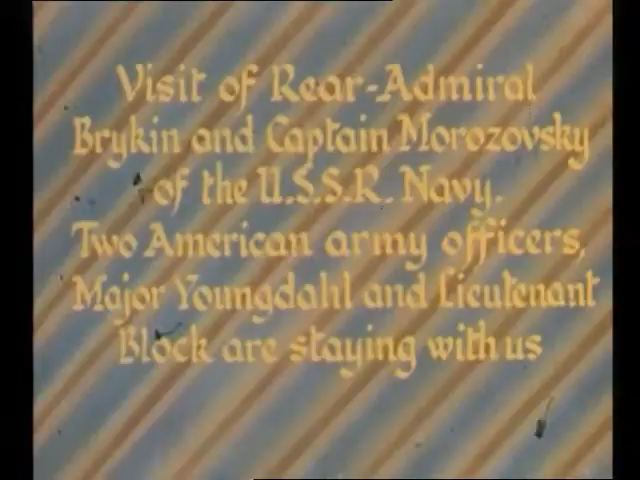 Visit of Rear-Admiral
Brykin and Captain Morozovsky
of the U.S.S.R. Navy.
Two American army officers,
Major Youngdahl and Lieutenant
Block are staying with us